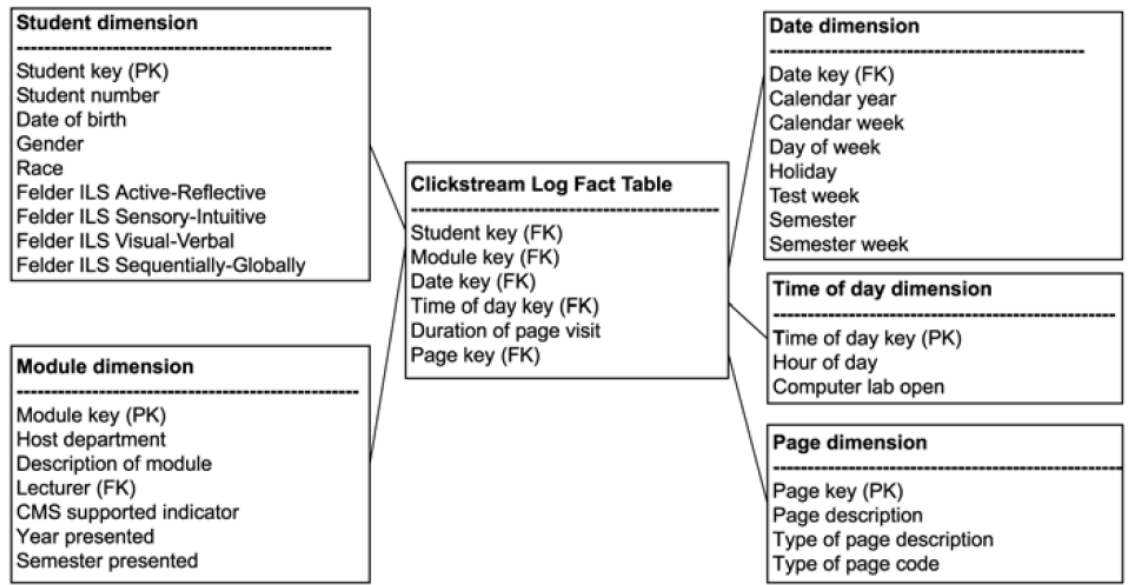 Student dimension
Student key (PK)
Student number
Date of birth
Gender
Race
Felder ILS Active-Reflective
Felder ILS Sensory-Intuitive
Felder ILS Visual-Verbal
Felder ILS Sequentially-Globally
Module dimension
Module key (PK)
Host department
Description of module
Lecturer (FK)
CMS supported indicator
Year presented
Semester presented
Clickstream Log Fact Table
Student key (FK)
Module key (FK)
Date key (FK)
Time of day key (FK)
Duration of page visit
Page key (FK)
Date dimension
Date key (FK)
Calendar year
Calendar week
Day of week
Holiday
Test week
Semester
Semester week
Time of day dimension
Time of day key (PK)
Hour of day
Computer lab open
Page dimension
Page key (PK)
Page description
Type of page description
Type of page code